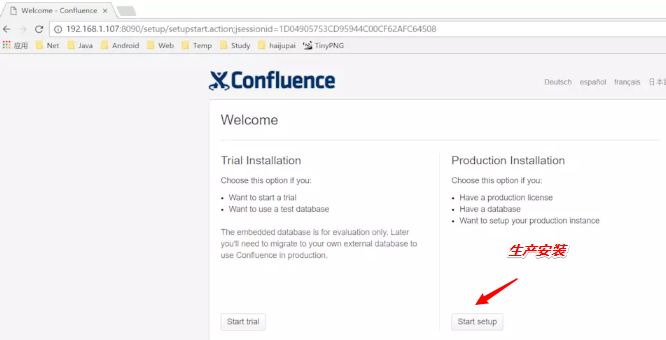 Welcome - Confluence
192.168.1.107:8090/setup/setupstart.action;jsessionid=1D04905753CD95944C00CF62AFC64508
应用 Net Java Android Web Temp Study haijupai TinyPNG
Confluence
Deutsch español français 日本
Welcome
Trial Installation
Choose this option if you:
Want to start a trial
Want to use a test database
The embedded database is for evaluation only. Later
you'll need to migrate to your own external database to
use Confluence in production.
Start trial
Production Installation
Choose this option if you:
Have a production license
Have a database
Want to setup your production instance
生产安装
Start setup